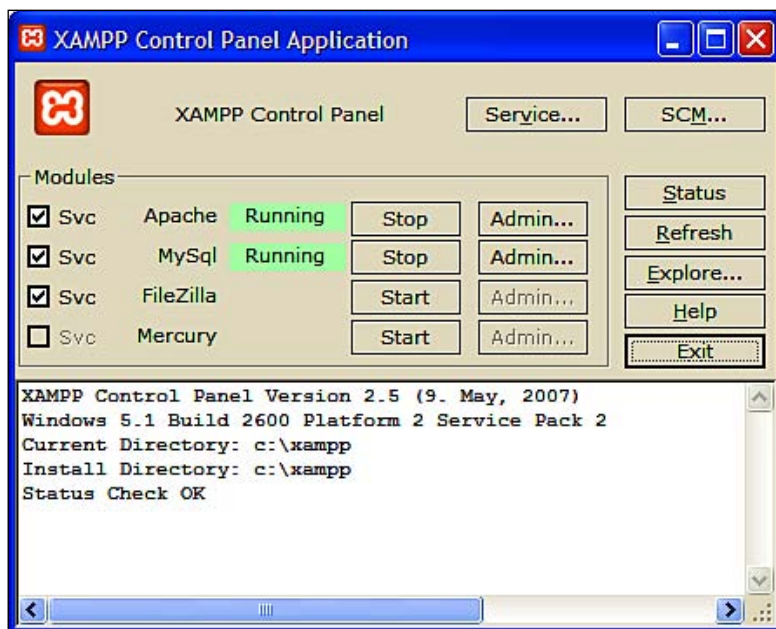 XAMPP Control Panel Application
XAMPP Control Panel Service... SCM...
Modules
Svc Apache Running Stop Admin...
Svc MySql Running Stop Admin...
Svc FileZilla Start Admin...
Svc Mercury Start Admin...
Status
Refresh
Explore...
Help
Exit
XAMPP Control Panel Version 2.5 (9. May, 2007)
Windows 5.1 Build 2600 Platform 2 Service Pack 2
Current Directory: c:\xampp
Install Directory: c:\xampp
Status Check OK